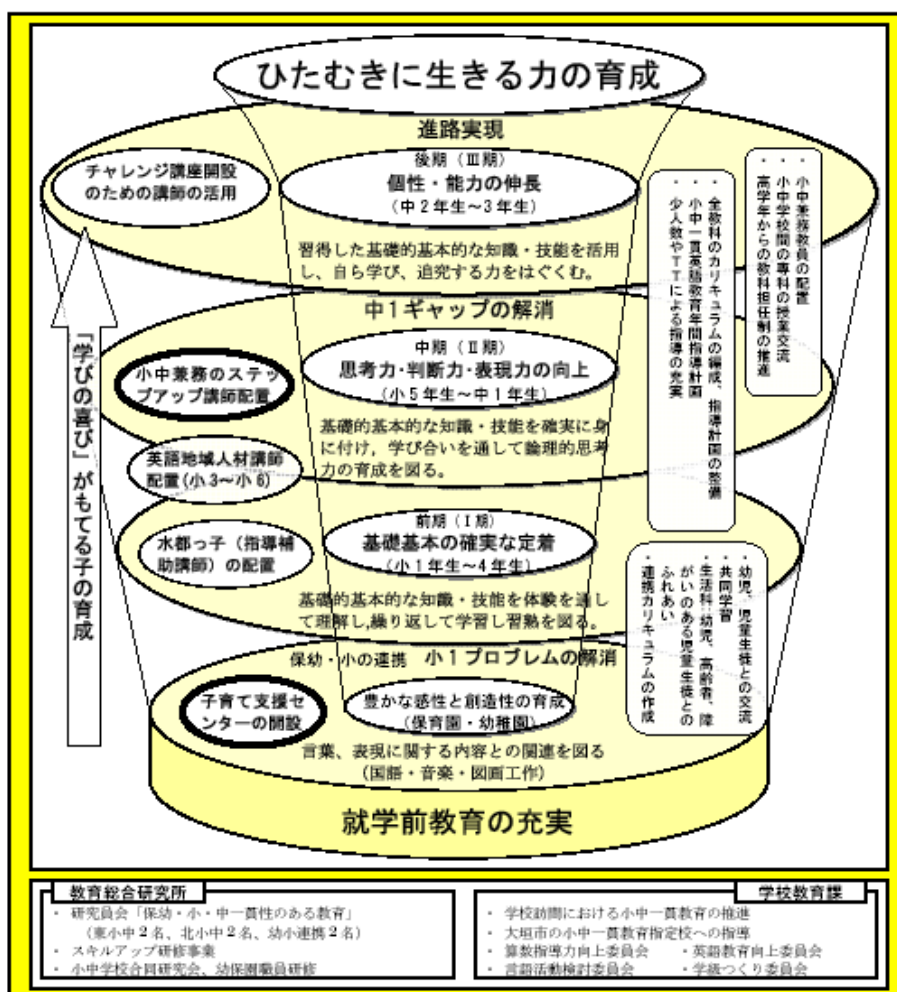 ひたむきに生きる力の育成
進路実現
チャレンジ講座開設
のための講師の活用
後期（Ⅲ期）
個性・能力の伸長
（中２年生～３年生）
習得した基礎的基本的な知識・技能を活用
し、自ら学び、追究する力をはぐくむ。
・小中兼務教員の配置
・小中学校間の専科の授業交流
・高学年からの教科担任制の推進
・全教科のカリキュラムの編成、指導計画の整備
・小中一貫英語教育年間指導計画
・少人数やＴＴによる指導の充実
中１ギャップの解消
小中兼務のステッ
プアップ講師配置
中期（Ⅱ期）
思考力・判断力・表現力の向上
（小５年生～中１年生）
基礎的基本的な知識・技能を確実に身
に付け，学び合いを通して論理的思考
力の育成を図る。
英語地域人材講師
配置（小３～小６）
前期（Ⅰ期）
基礎基本の確実な定着
（小１年生～４年生）
水都っ子（指導補
助講師）の配置
基礎的基本的な知識・技能を体験を通し
て理解し,繰り返して学習し習熟を図る。
・幼児、児童生徒との交流
共同学習
・生活科：幼児、高齢者、障
がいのある児童生徒との
ふれあい
・連携カリキュラムの作成
保幼・小の連携 小１プロブレムの解消
子育て支援セ
ンターの開設
豊かな感性と創造性の育成
（保育園・幼稚園）
言葉、表現に関する内容との関連を図る
（国語・音楽・図画工作）
就学前教育の充実
『学びの喜び』がもてる子の育成
教育総合研究所
・ 研究員会「保幼・小・中一貫性のある教育」
（東小中２名、北小中２名、幼小連携２名）
・ スキルアップ研修事業
・ 小中学校合同研究会、幼保園職員研修
学校教育課
・ 学校訪問における小中一貫教育の推進
・ 大垣市の小中一貫教育指定校への指導
・ 算数指導力向上委員会 ・英語教育向上委員会
・ 言語活動検討委員会 ・学級つくり委員会